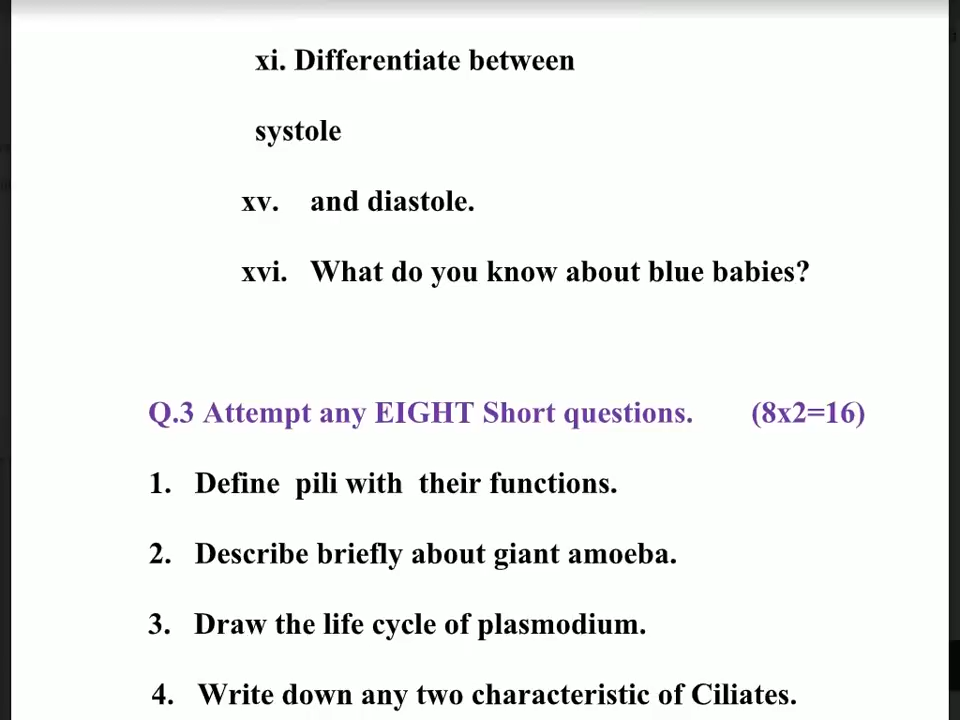 xi. Differentiate between
systole
xv. and diastole.
xvi. What do you know about blue babies?
Q.3 Attempt any EIGHT Short questions. (8x2=16)
1. Define pili with their functions.
2. Describe briefly about giant amoeba.
3. Draw the life cycle of plasmodium.
4. Write down any two characteristic of Ciliates.